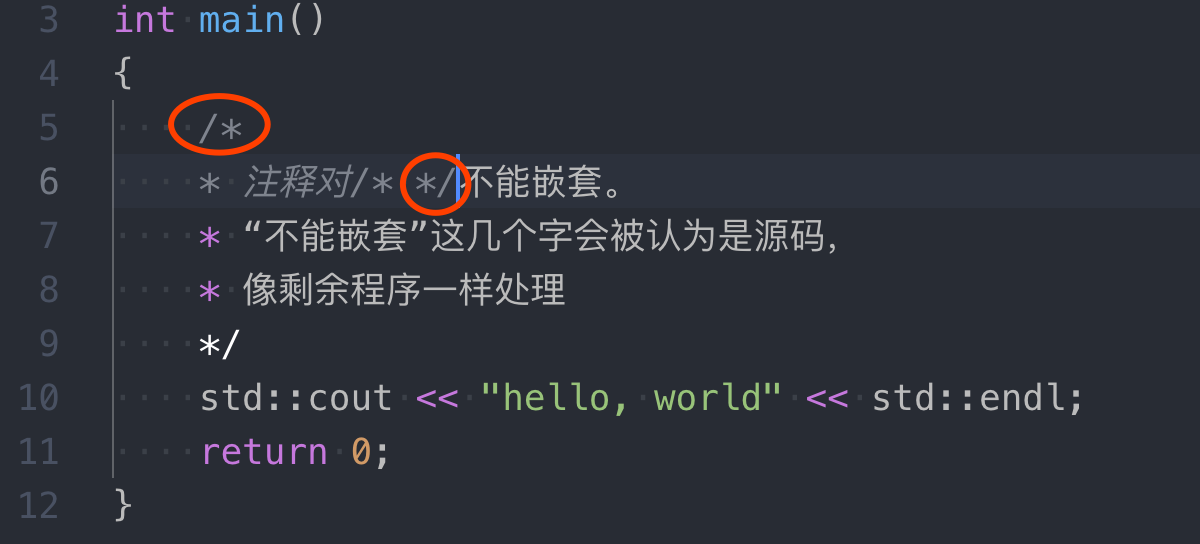 3 int main()
4 {
5 /*
6 * 注释对/* */不能嵌套。
7 * “不能嵌套”这几个字会被认为是源码，
8 * 像剩余程序一样处理
9 */
10 std::cout << "hello, world" << std::endl;
11 return 0;
12 }